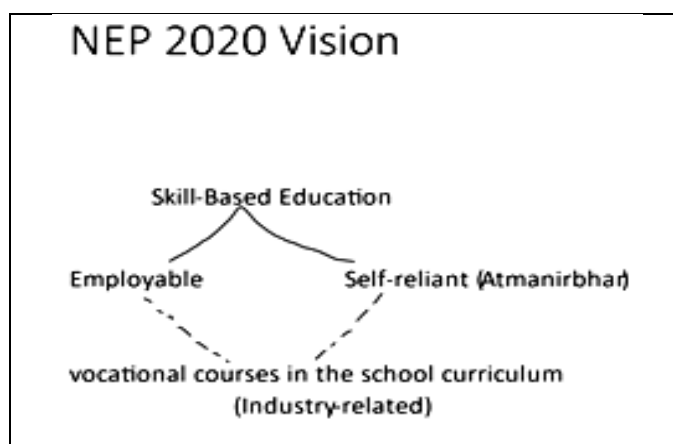 NEP 2020 Vision
Skill-Based Education
Employable Self-reliant (Atmanirbhar)
vocational courses in the school curriculum
(Industry-related)